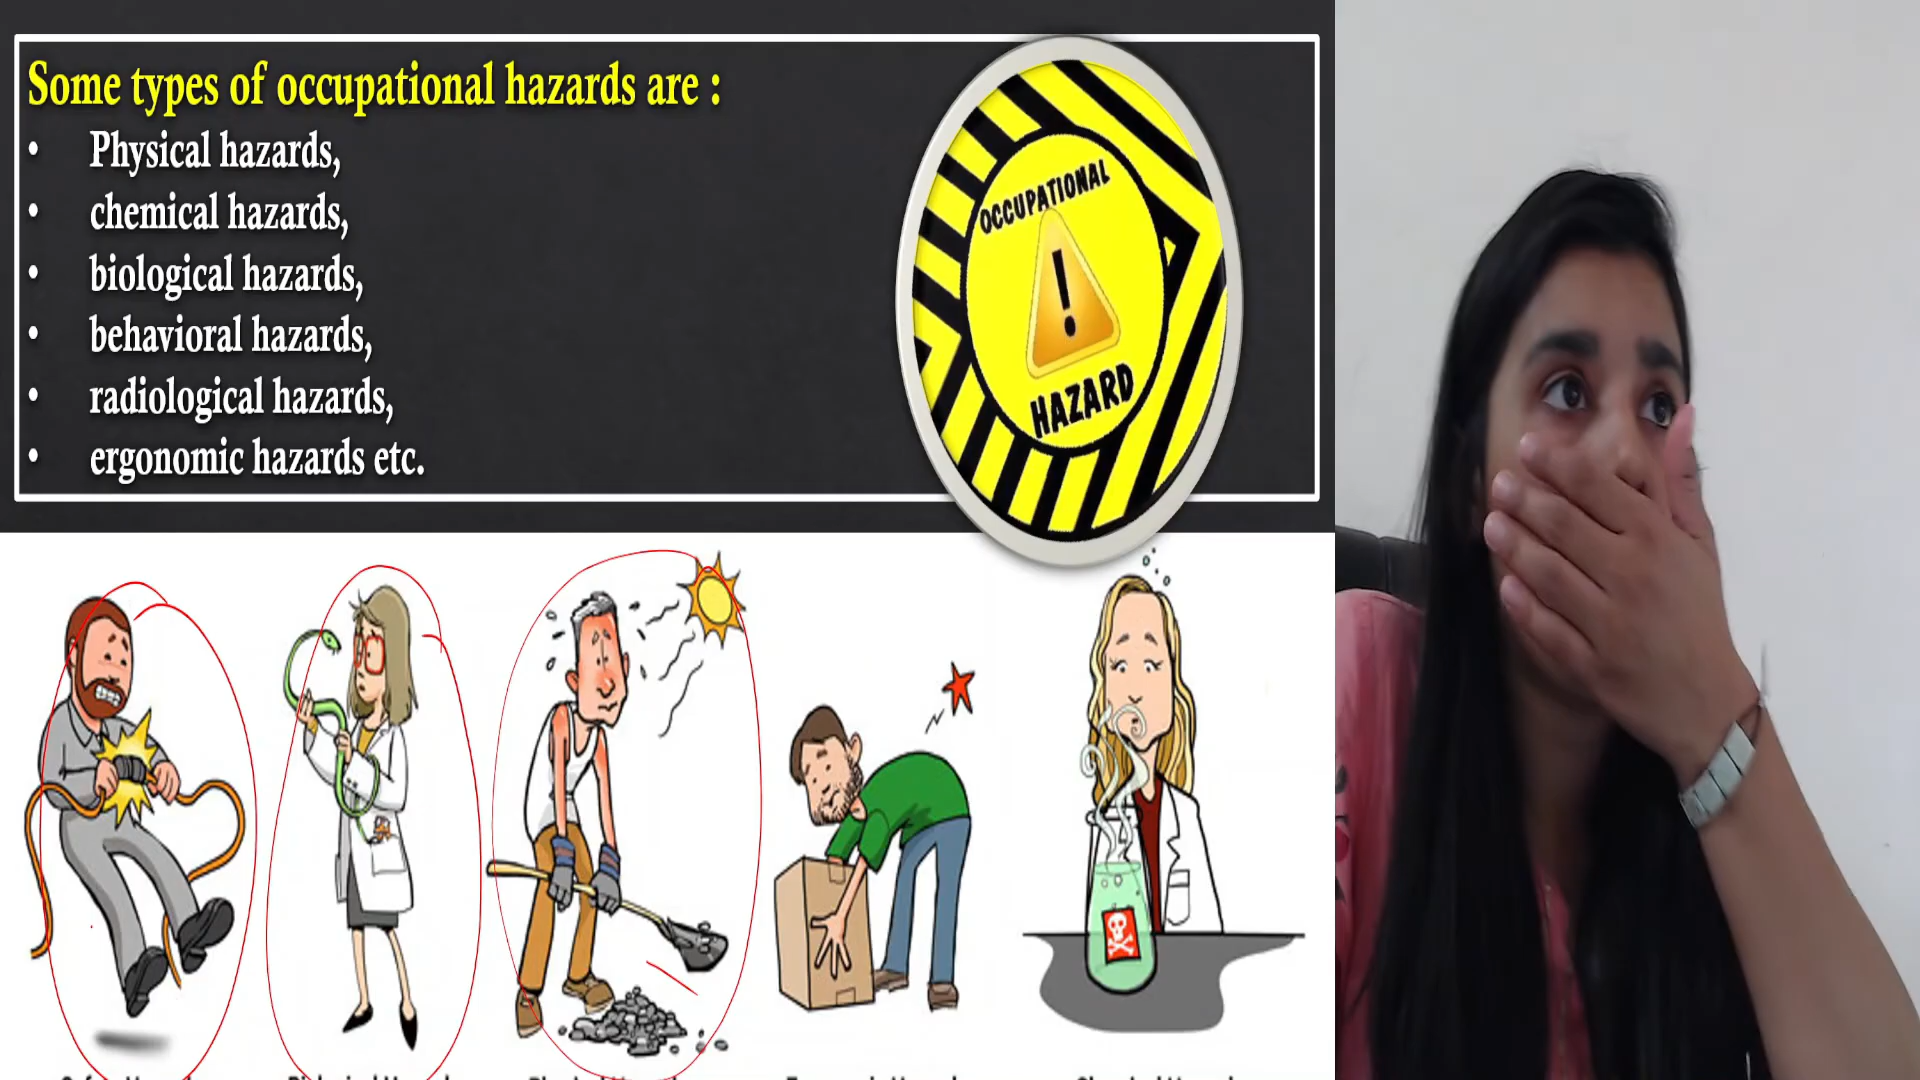 Some types of occupational hazards are :
• Physical hazards,
• chemical hazards,
• biological hazards,
• behavioral hazards,
• radiological hazards,
• ergonomic hazards etc.
OCCUPATIONAL
!
HAZARD